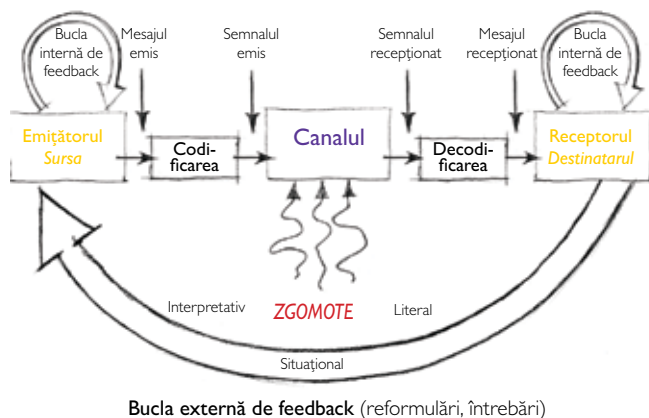 Bucla
internă de
feedback
Mesajul
emis
Semnalul
emis
Semnalul
recepționat
Mesajul
recepționat
Bucla
internă de
feedback
Emițătorul
Sursa
Codi-
ficarea
Canalul
Decodi-
ficarea
Receptorul
Destinatarul
Interpretativ
ZGOMOTE
Literal
Situațional
Bucla externă de feedback (reformulări, întrebări)